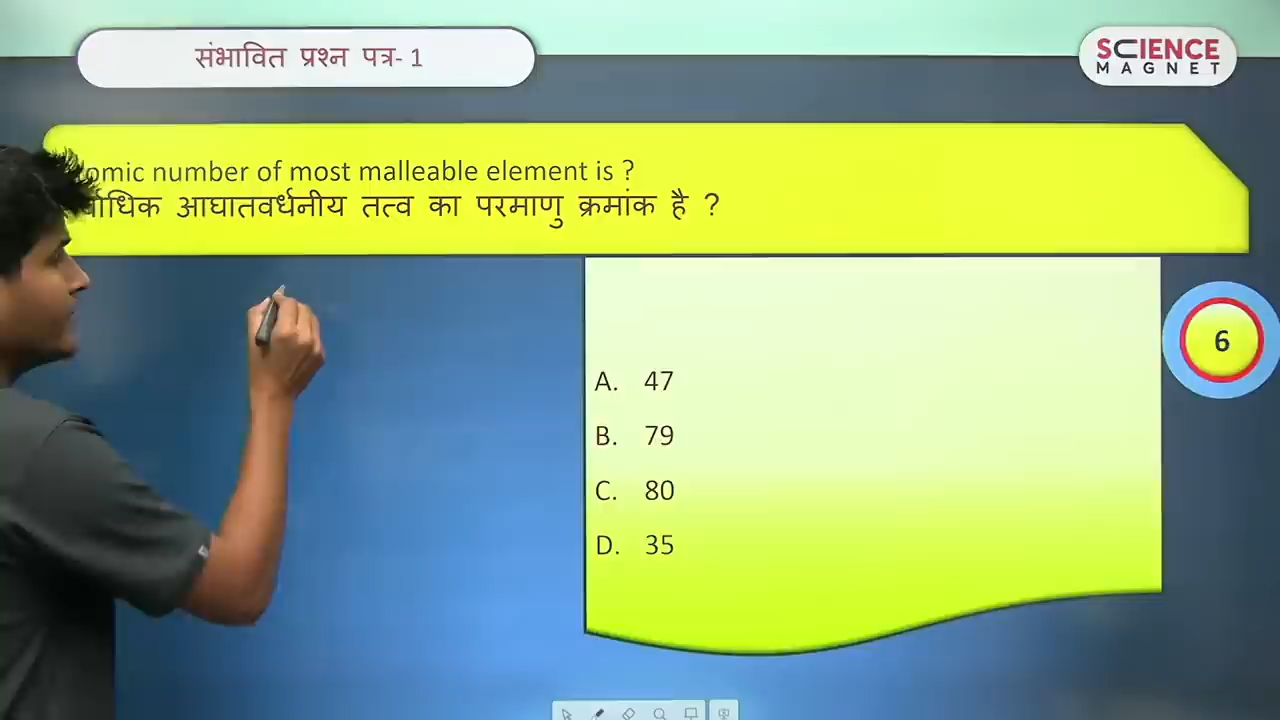 संभावित प्रश्न पत्र- 1
SCIENCE
MAGNET
number of most malleable element is ?
आघातवर्धनीय तत्व का परमाणु क्रमांक है ?
6
A. 47
B. 79
C. 80
D. 35